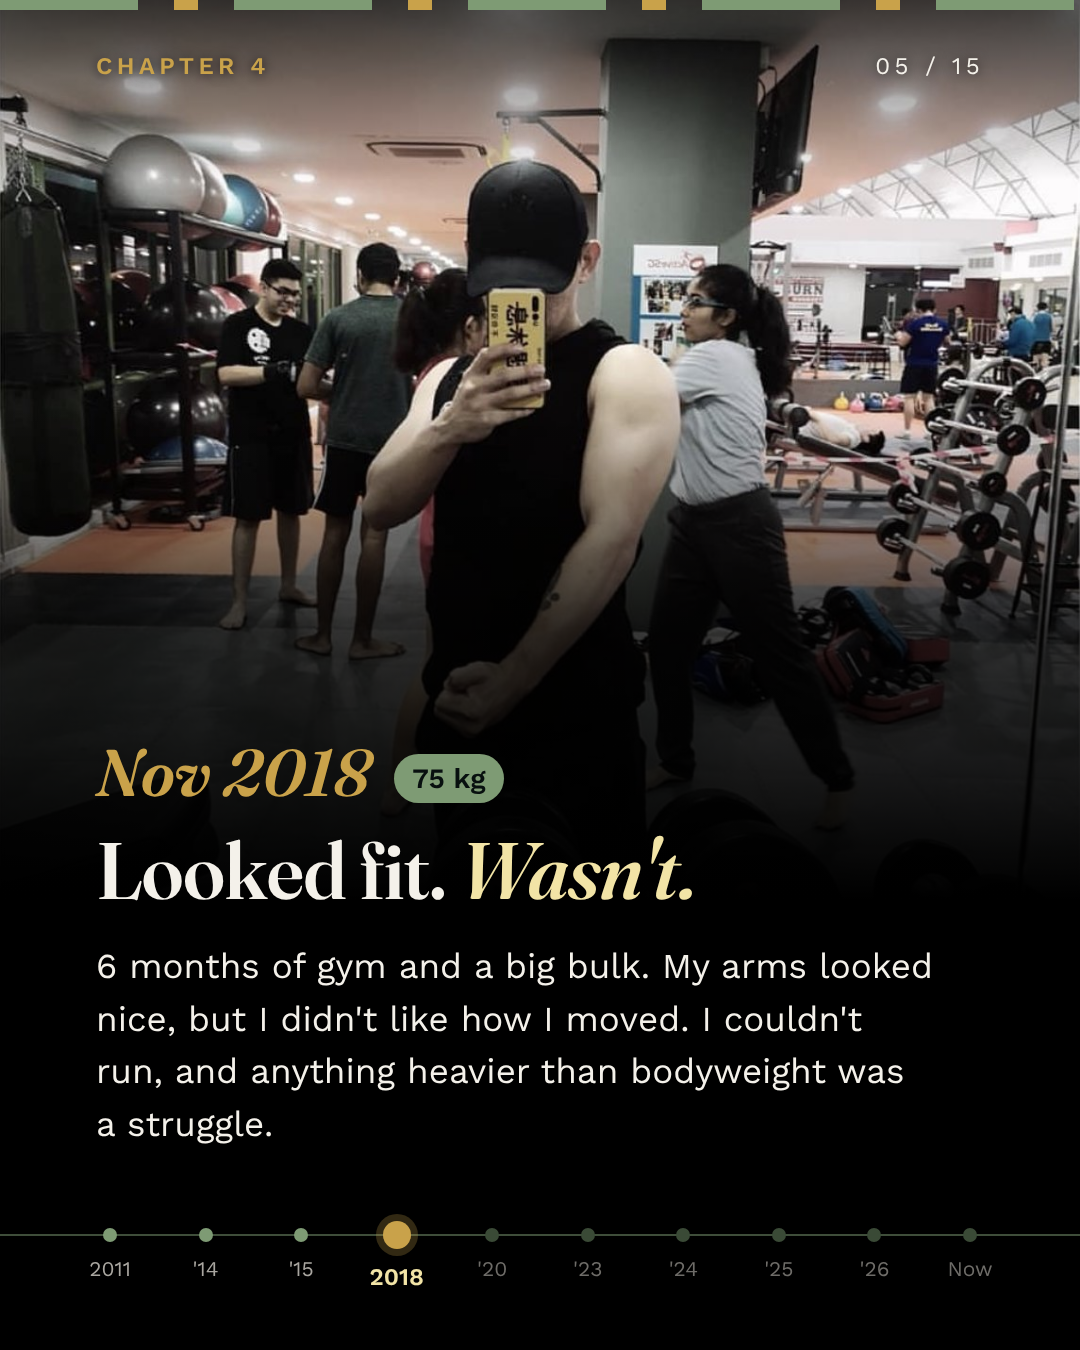 CHAPTER 4
05 / 15
ActiveSG
BURN
Nov 2018
75 kg
Looked fit. Wasn't.
6 months of gym and a big bulk. My arms looked
nice, but I didn't like how I moved. I couldn't
run, and anything heavier than bodyweight was
a struggle.
2011 '14 '15 2018 '20 '23 '24 '25 '26 Now